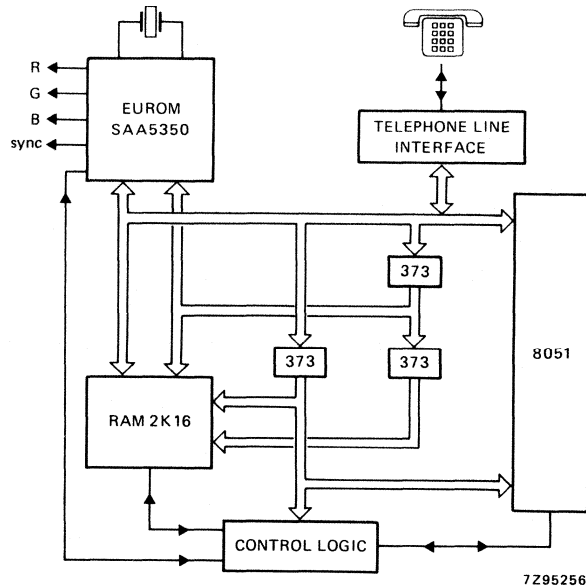 R
G
B
sync
EUROM
SAA5350
TELEPHONE LINE
INTERFACE
373
373
373
8051
RAM 2K16
CONTROL LOGIC
7Z95256